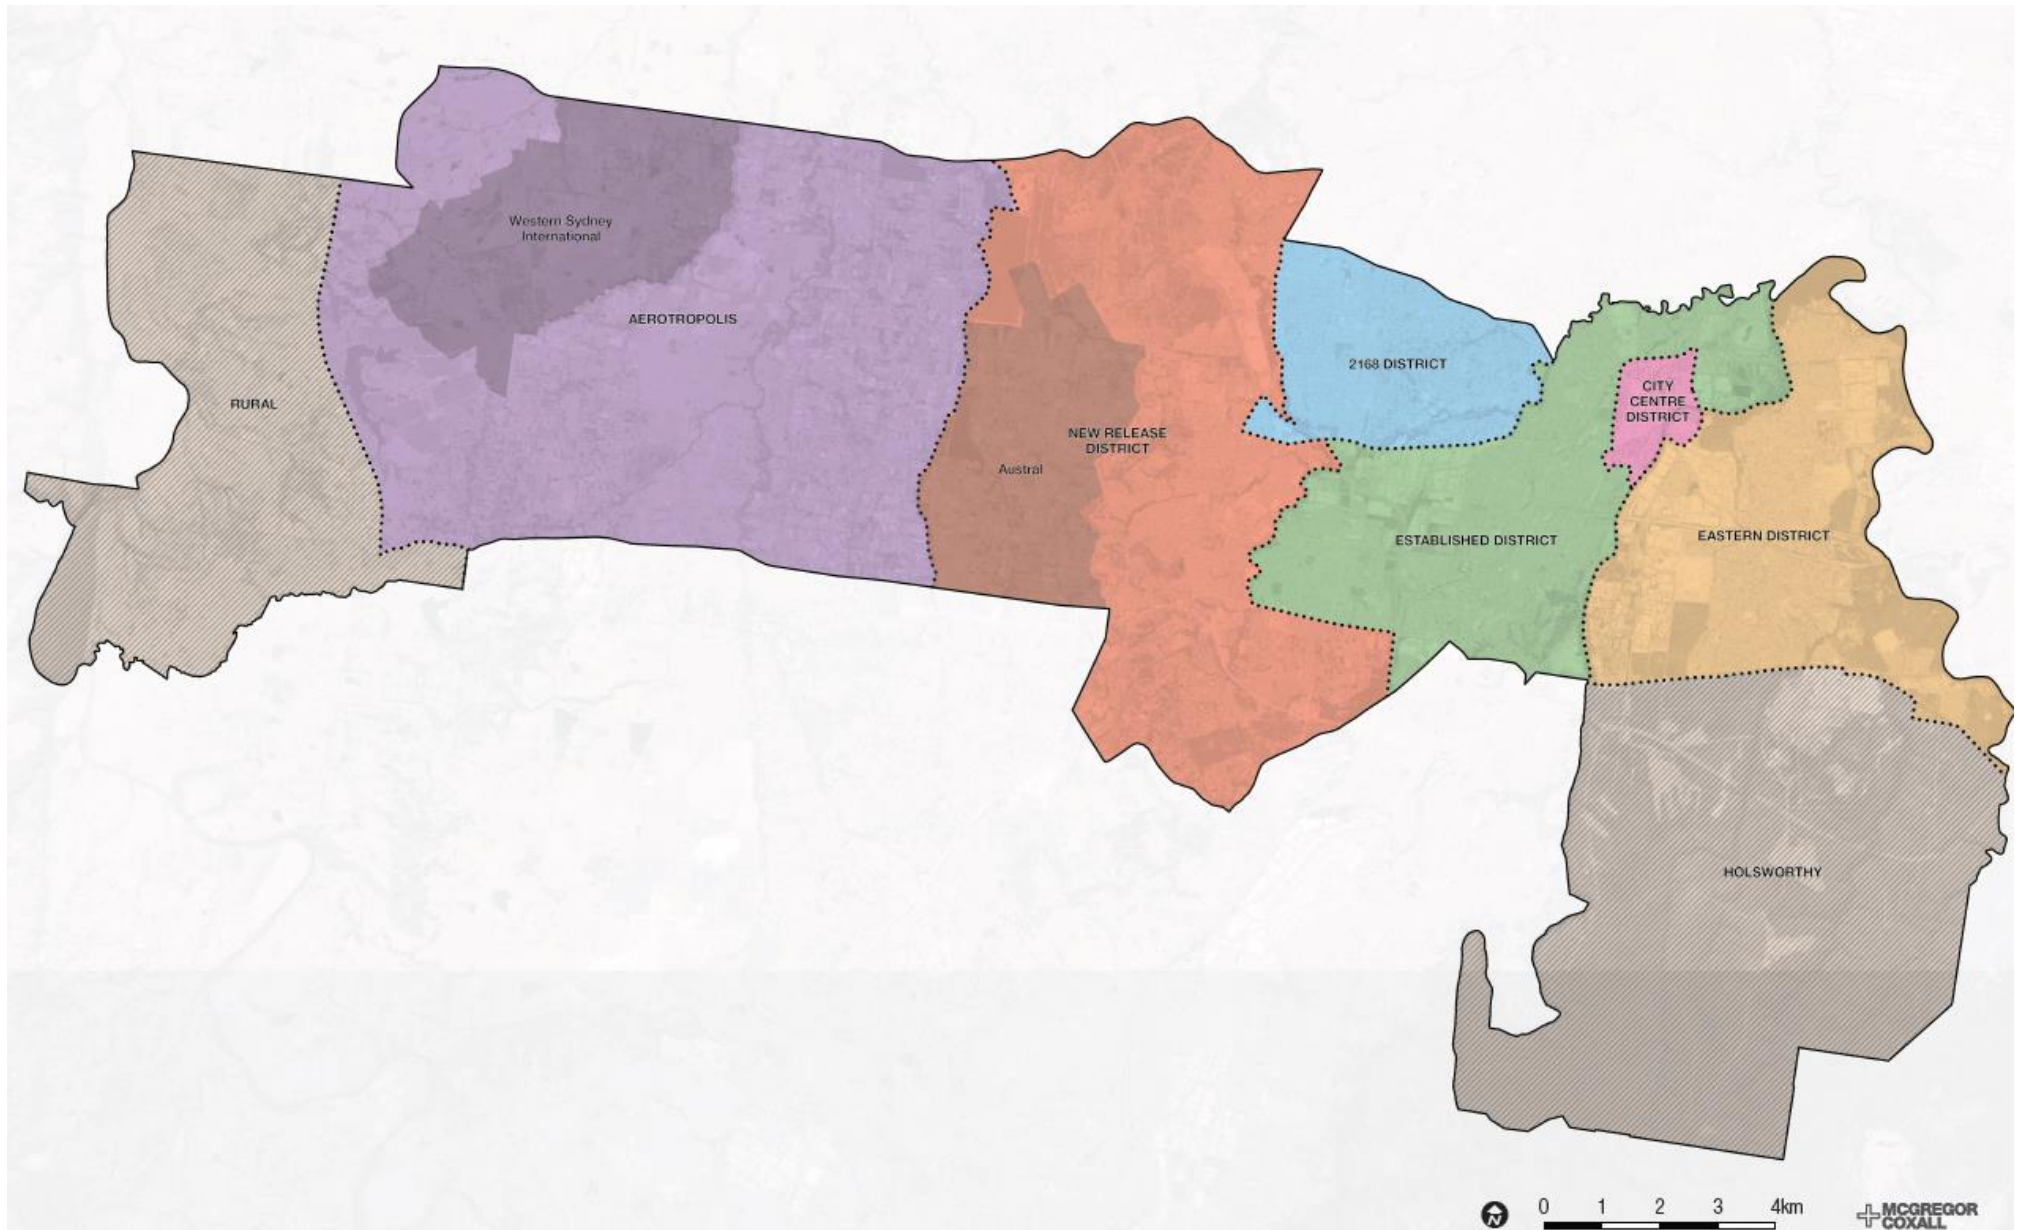 Western Sydney
International
AEROTROPOLIS
RURAL
NEW RELEASE
DISTRICT
Austral
2168 DISTRICT
CITY
CENTRE
DISTRICT
ESTABLISHED DISTRICT
EASTERN DISTRICT
HOLSWORTHY
N
0 1 2 3 4km
MCGREGOR
COXALL